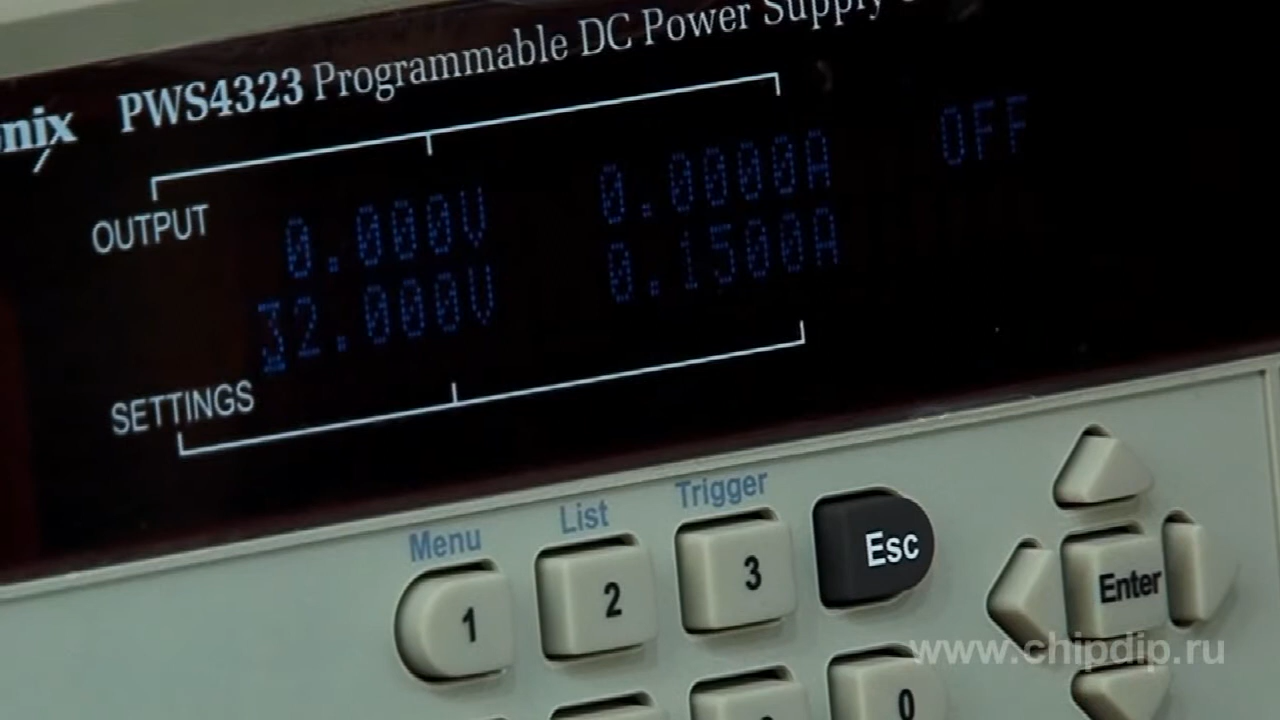 nix PWS4323 Programmable DC Power Supply
OUTPUT 0.000V 0.0000A OFF
32.000V 0.1500A
SETTINGS
Menu List Trigger
1 2 3 Esc
Enter
0
www.chipdip.ru